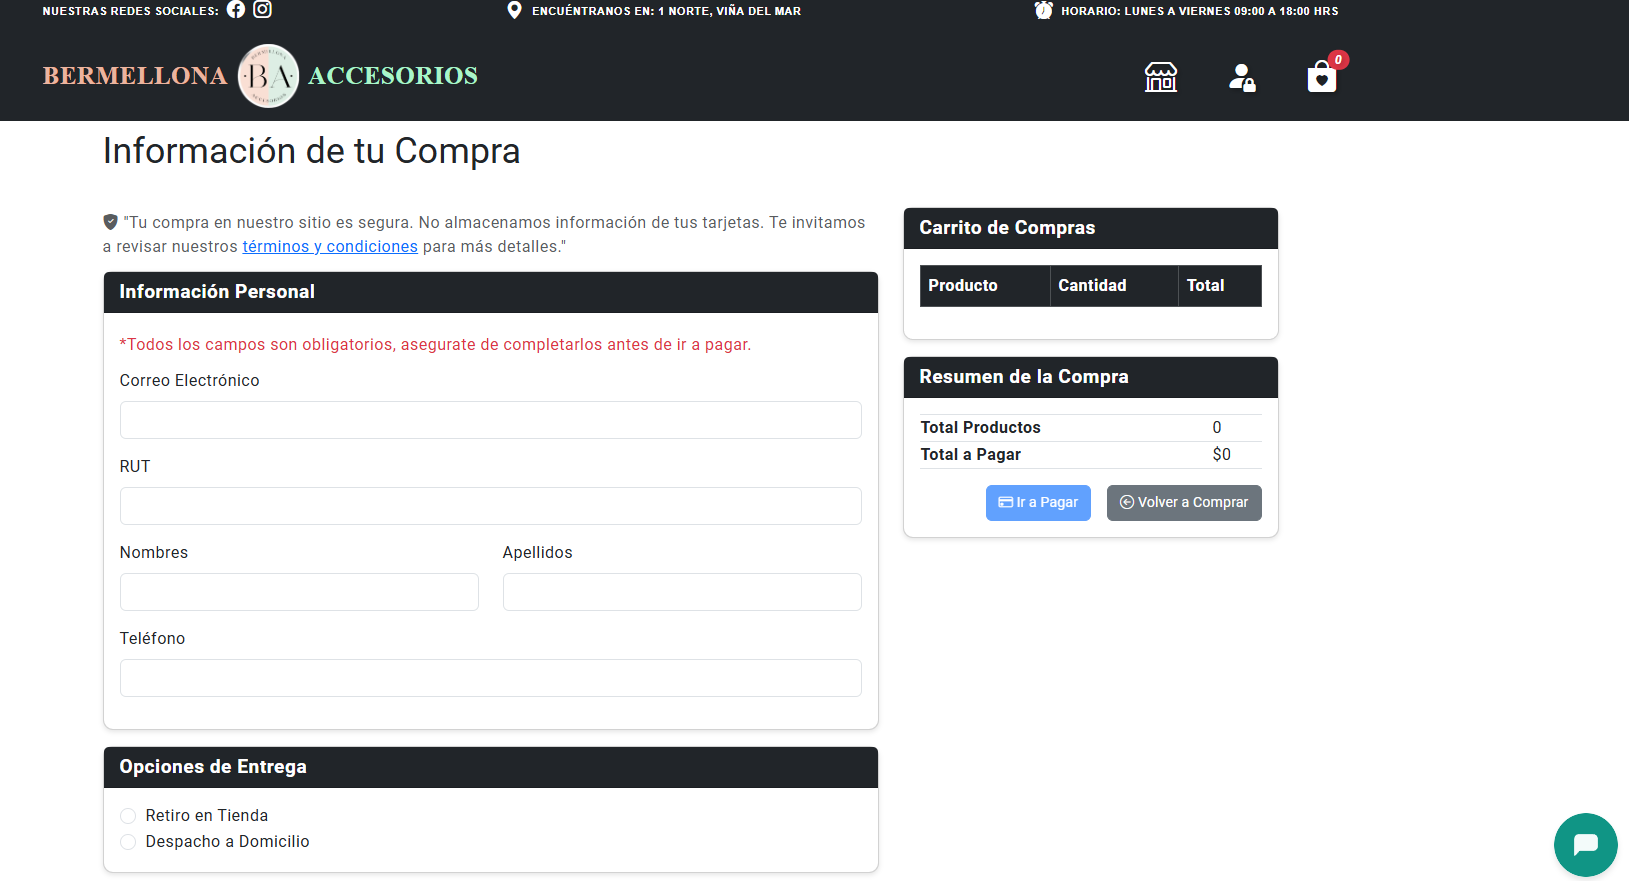 NUESTRAS REDES SOCIALES:
ENCUÉNTRANOS EN: 1 NORTE, VIÑA DEL MAR
HORARIO: LUNES A VIERNES 09:00 A 18:00 HRS
BERMELLONA
BERMELLONA
·BA·
ACCESORIOS
ACCESORIOS
0
Información de tu Compra
"Tu compra en nuestro sitio es segura. No almacenamos información de tus tarjetas. Te invitamos
a revisar nuestros términos y condiciones para más detalles."
Información Personal
*Todos los campos son obligatorios, asegurate de completarlos antes de ir a pagar.
Correo Electrónico
RUT
Nombres
Apellidos
Teléfono
Opciones de Entrega
Retiro en Tienda
Despacho a Domicilio
Carrito de Compras
Producto
Cantidad
Total
Resumen de la Compra
Total Productos 0
Total a Pagar $0
Ir a Pagar
Volver a Comprar